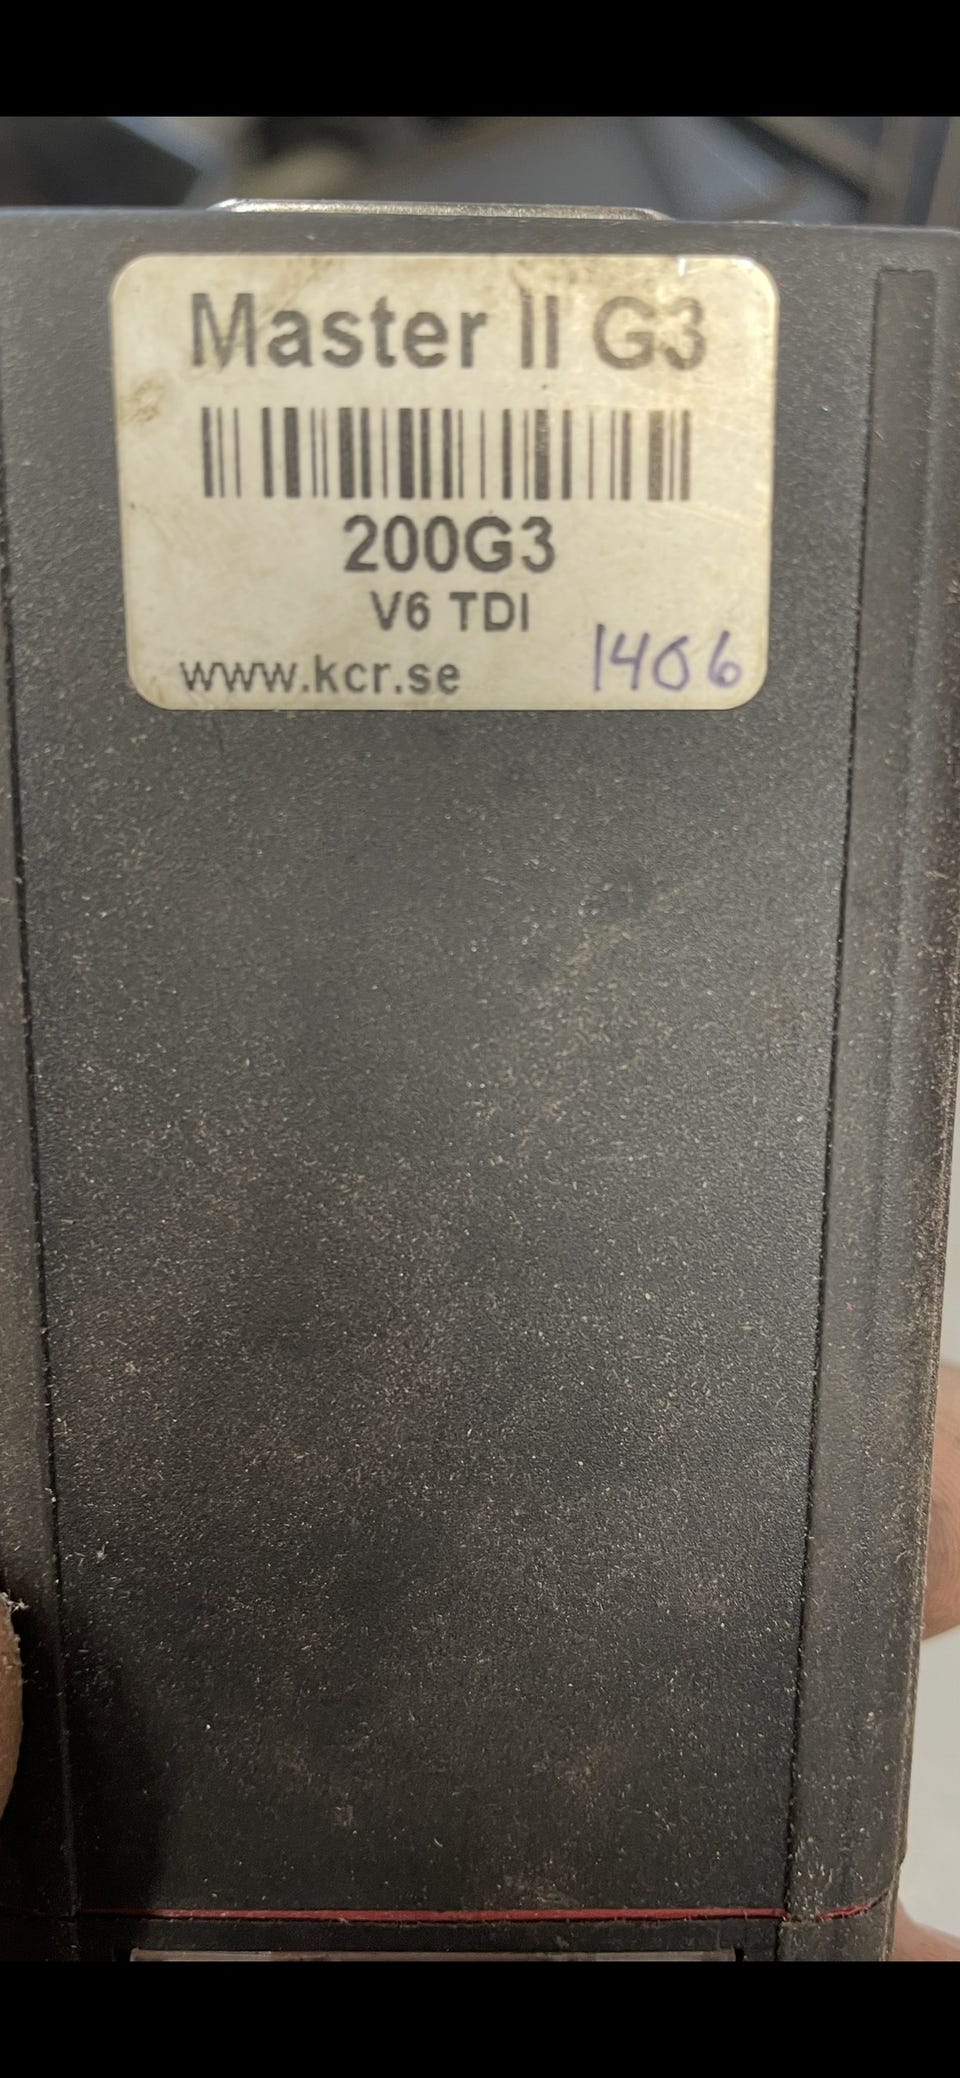 Master II G3
200G3
V6 TDI
www.kcr.se 1406